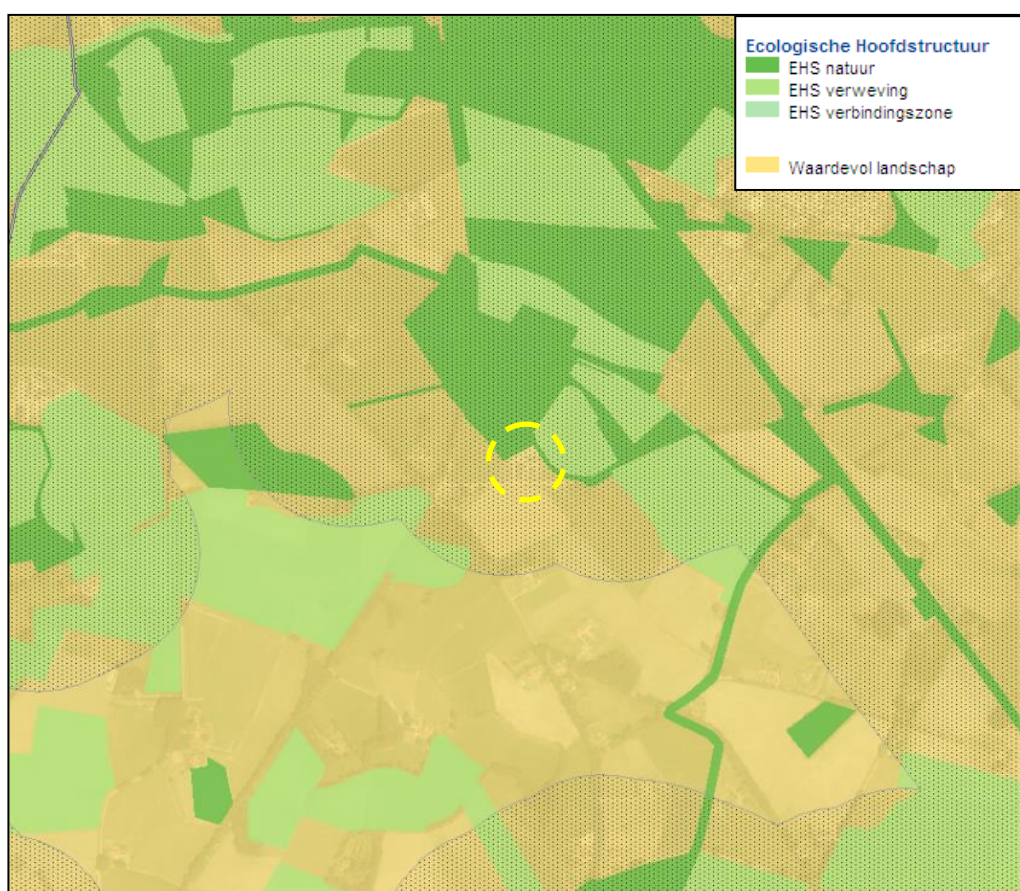 Ecologische Hoofdstructuur
EHS natuur
EHS verweving
EHS verbindingszone
Waardevol landschap